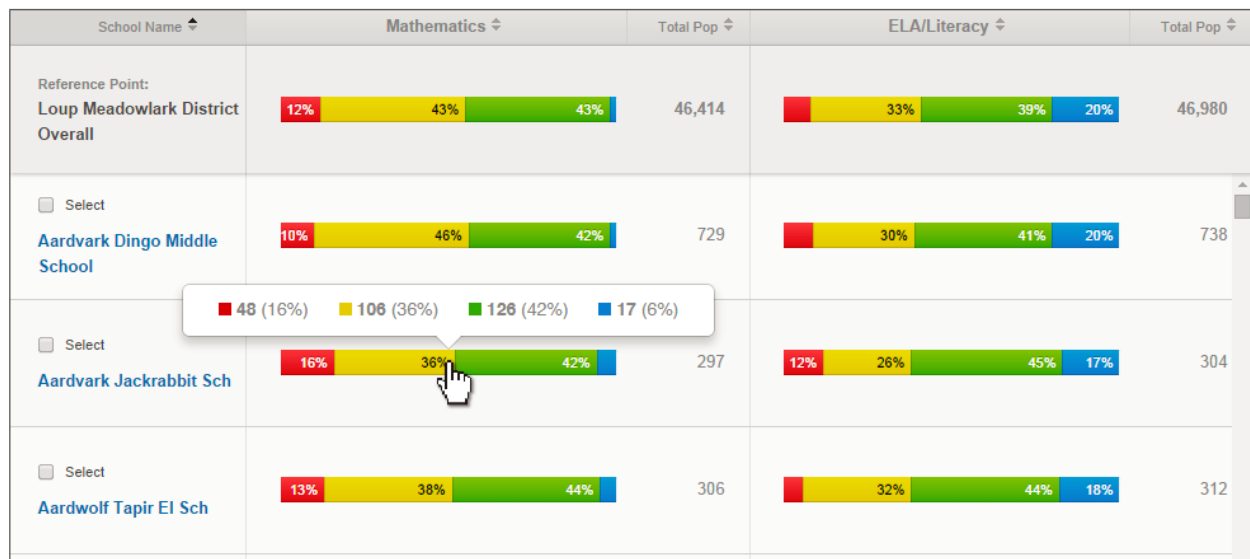 School Name Mathematics Total Pop ELA/Literacy Total Pop
Reference Point:
Loup Meadowlark District
Overall
12% 43% 43% 46,414 33% 39% 20% 46,980
Select
Aardvark Dingo Middle
School
10% 46% 42% 729 30% 41% 20% 738
48 (16%) 106 (36%) 126 (42%) 17 (6%)
Select
Aardvark Jackrabbit Sch
16% 36% 42% 297 12% 26% 45% 17% 304
Select
Aardwolf Tapir El Sch
13% 38% 44% 306 32% 44% 18% 312